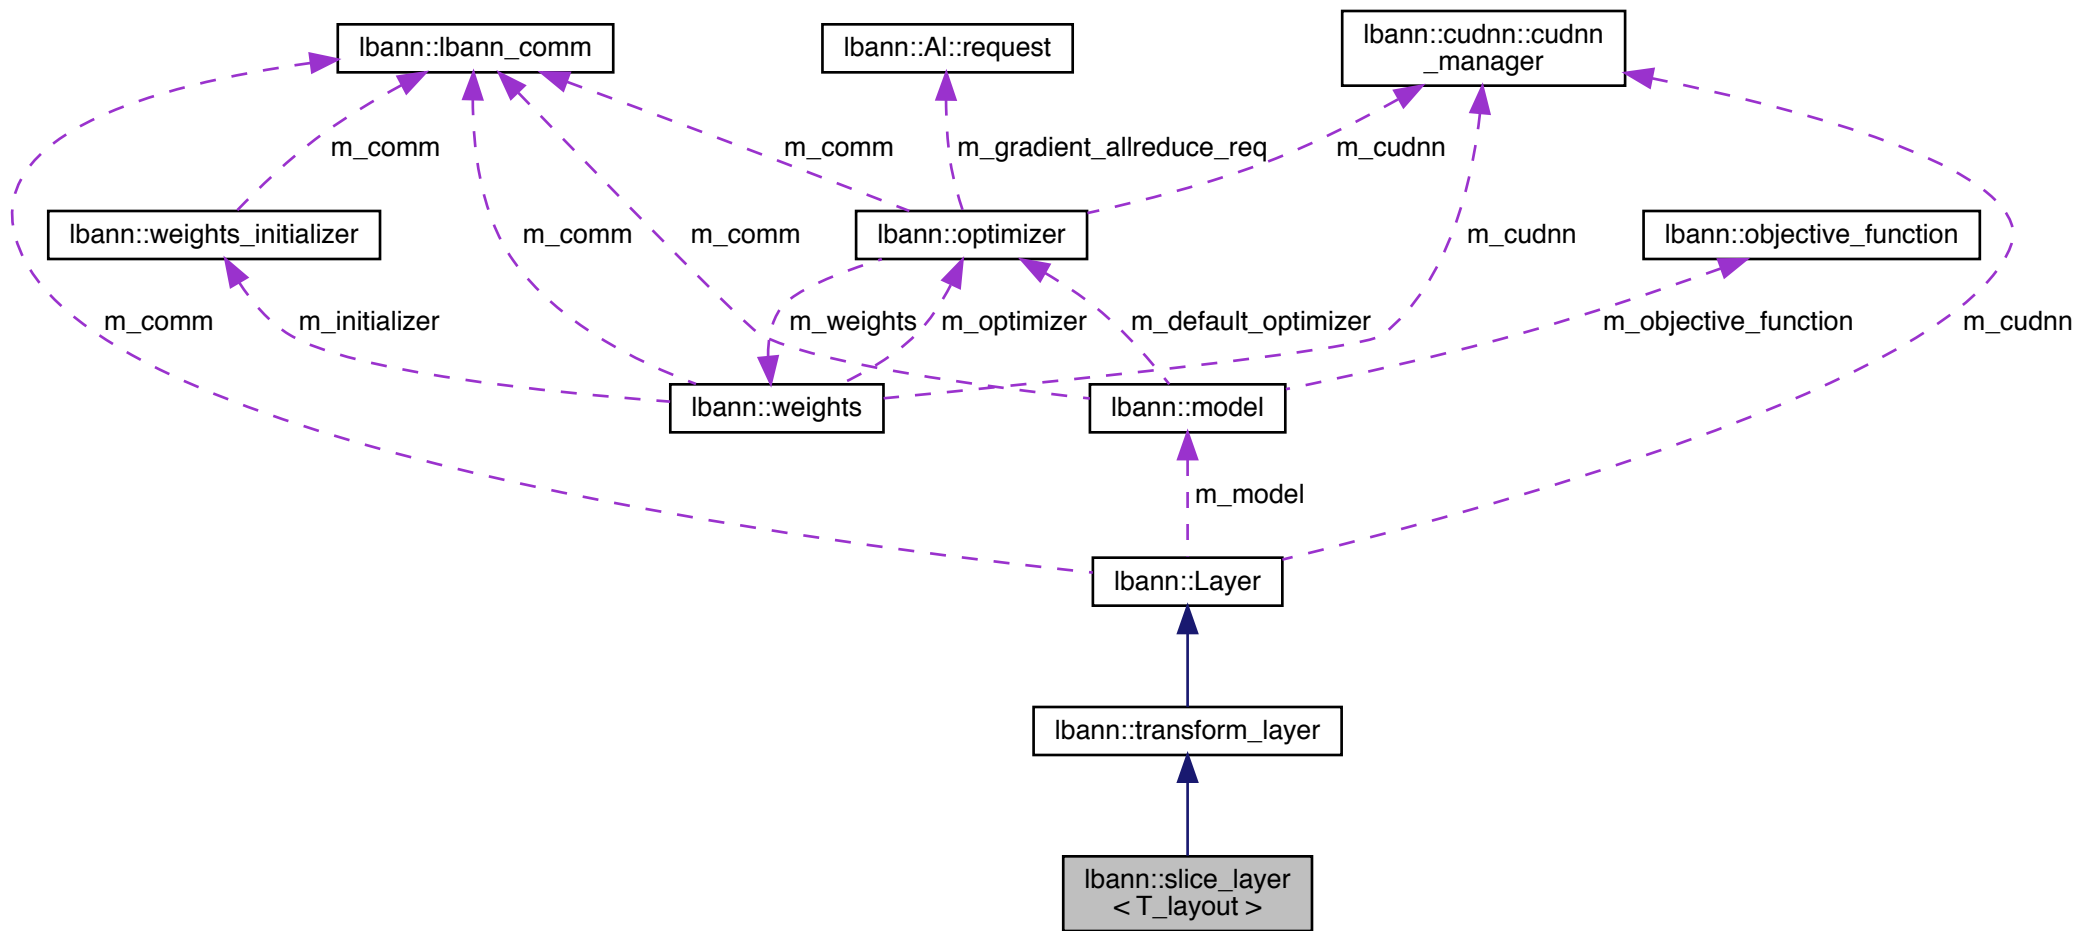 lbann::lbann_comm
lbann::Al::request
lbann::cudnn::cudnn
_manager
m_comm
m_comm
m_gradient_allreduce_req
m_cudnn
lbann::weights_initializer
m_comm
m_comm
lbann::optimizer
m_cudnn
lbann::objective_function
m_comm
m_initializer
m_weights
m_optimizer
m_default_optimizer
m_objective_function
m_cudnn
lbann::weights
lbann::model
m_model
lbann::Layer
lbann::transform_layer
lbann::slice_layer
< T_layout >